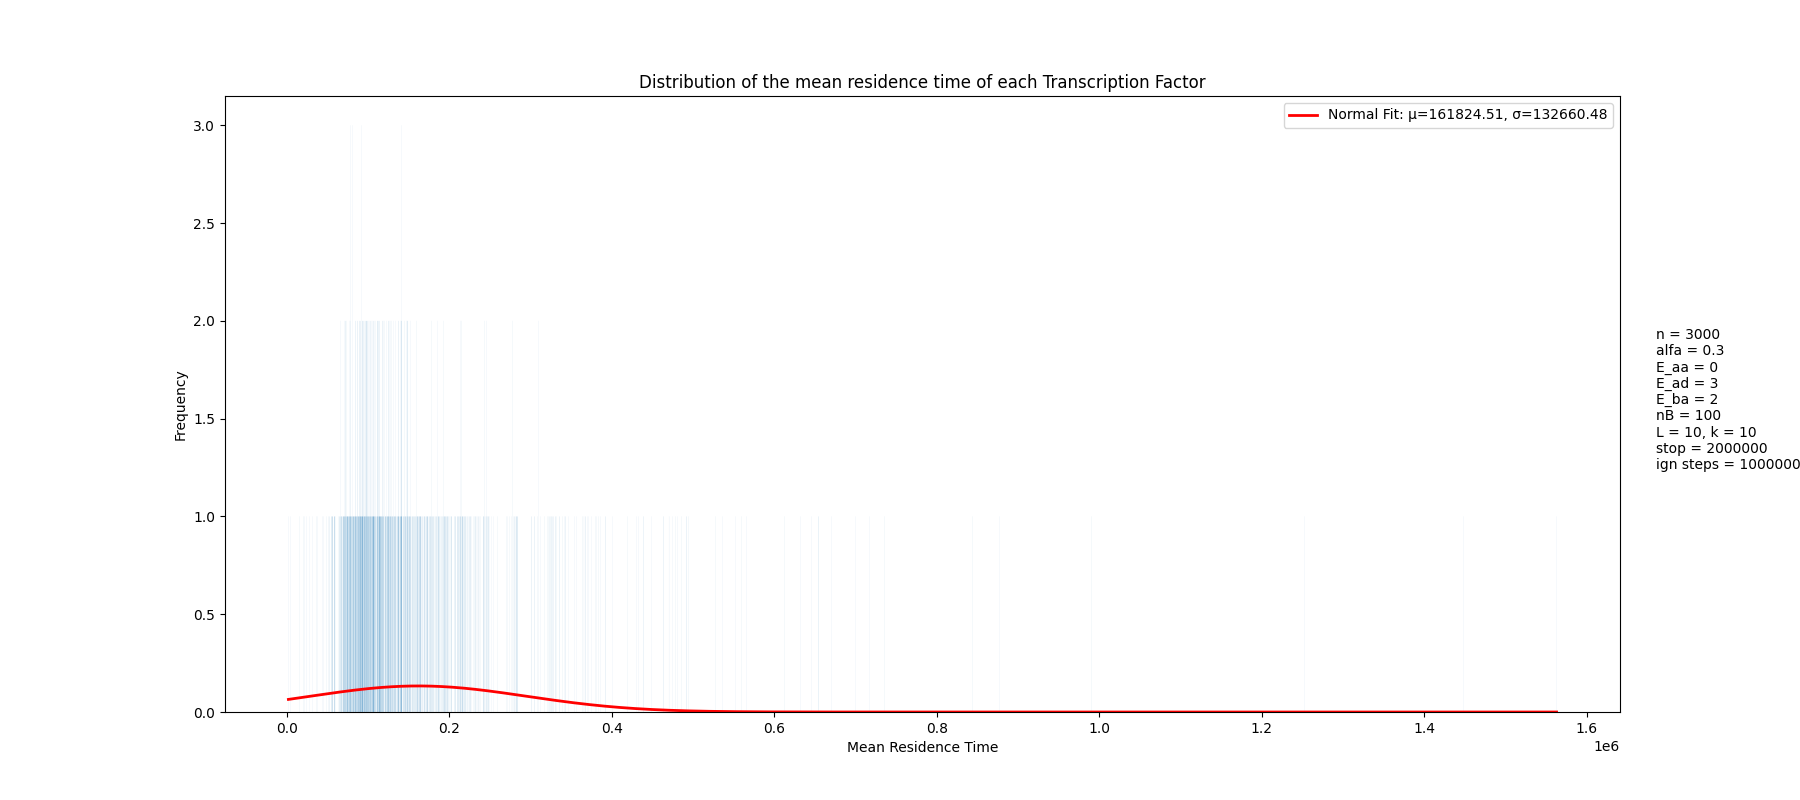 Distribution of the mean residence time of each Transcription Factor
Normal Fit: μ=161824.51, σ=132660.48
3.0
2.5
2.0
1.5
1.0
0.5
0.0
Frequency
0.0 0.2 0.4 0.6 0.8 1.0 1.2 1.4 1.6
1e6
Mean Residence Time
n = 3000
alfa = 0.3
E_aa = 0
E_ad = 3
E_ba = 2
nB = 100
L = 10, k = 10
stop = 2000000
ign steps = 1000000